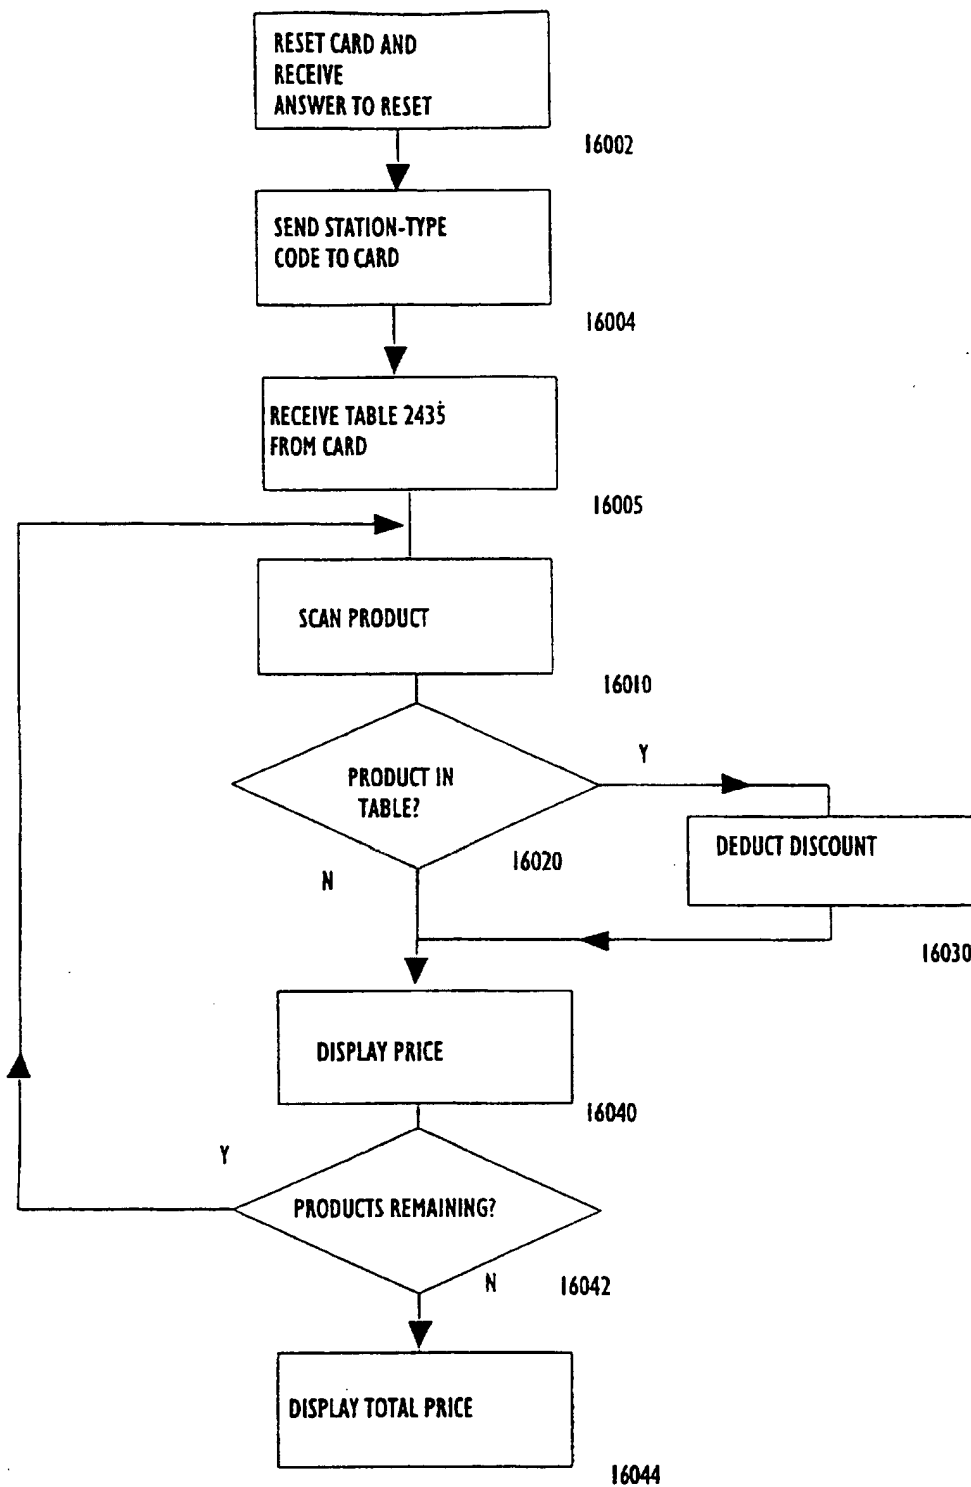 RESET CARD AND
RECEIVE
ANSWER TO RESET
16002
SEND STATION-TYPE
CODE TO CARD
16004
RECEIVE TABLE 2435
FROM CARD
16005
SCAN PRODUCT
16010
PRODUCT IN
TABLE?
Y
16020
N
DEDUCT DISCOUNT
16030
DISPLAY PRICE
16040
Y
PRODUCTS REMAINING?
N
16042
DISPLAY TOTAL PRICE
16044